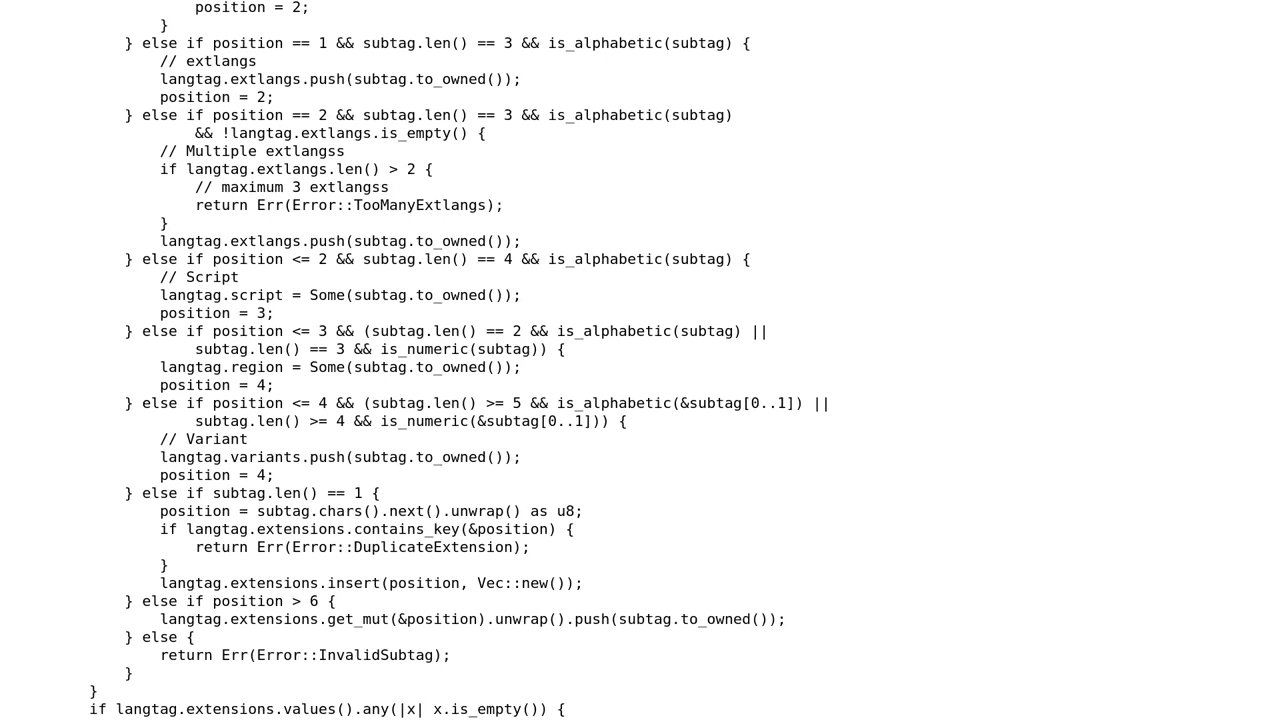 position = 2;
}
} else if position == 1 && subtag.len() == 3 && is_alphabetic(subtag) {
// extlangs
langtag.extlangs.push(subtag.to_owned());
position = 2;
} else if position == 2 && subtag.len() == 3 && is_alphabetic(subtag)
&& !langtag.extlangs.is_empty() {
// Multiple extlangss
if langtag.extlangs.len() > 2 {
// maximum 3 extlangss
return Err(Error::TooManyExtlangs);
}
langtag.extlangs.push(subtag.to_owned());
} else if position <= 2 && subtag.len() == 4 && is_alphabetic(subtag) {
// Script
langtag.script = Some(subtag.to_owned());
position = 3;
} else if position <= 3 && (subtag.len() == 2 && is_alphabetic(subtag) ||
subtag.len() == 3 && is_numeric(subtag)) {
langtag.region = Some(subtag.to_owned());
position = 4;
} else if position <= 4 && (subtag.len() >= 5 && is_alphabetic(&subtag[0..1]) ||
subtag.len() >= 4 && is_numeric(&subtag[0..1])) {
// Variant
langtag.variants.push(subtag.to_owned());
position = 4;
} else if subtag.len() == 1 {
position = subtag.chars().next().unwrap() as u8;
if langtag.extensions.contains_key(&position) {
return Err(Error::DuplicateExtension);
}
langtag.extensions.insert(position, Vec::new());
} else if position > 6 {
langtag.extensions.get_mut(&position).unwrap().push(subtag.to_owned());
} else {
return Err(Error::InvalidSubtag);
}
}
if langtag.extensions.values().any(|x| x.is_empty()) {